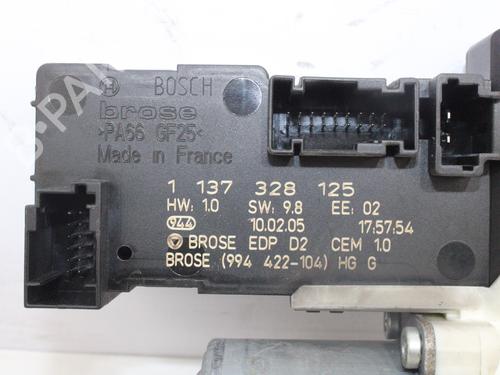 BOSCH
brose
>PA66 GF25<
Made in France
1 137 328 125
HW: 1.0 SW: 9.8 EE: 02
944 10.02.05 17:57:54
BROSE EDP D2 CEM 1.0
BROSE (994 422-104) HG G